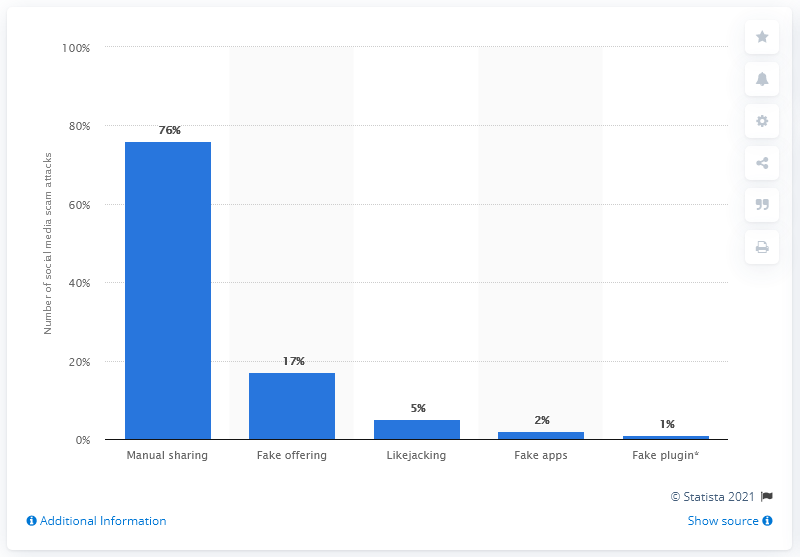 100%
80%
60%
40%
20%
0%
Number of social media scam attacks
76%
17%
5%
2%
1%
Manual sharing
Fake offering
Likejacking
Fake apps
Fake plugin*
© Statista 2021
Additional Information
Show source